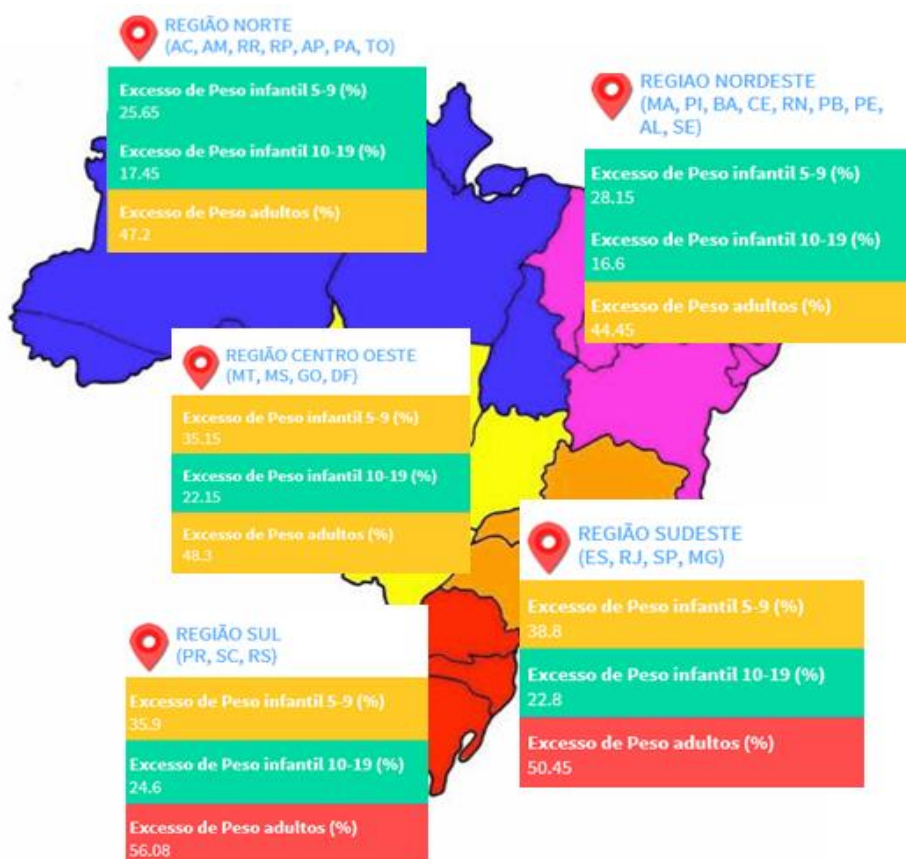 REGIÃO NORTE
(AC, AM, RR, RP, AP, PA, TO)
Excesso de Peso infantil 5-9 (%)
25.65
Excesso de Peso infantil 10-19 (%)
17.45
Excesso de Peso adultos (%)
47.2
REGIAO NORDESTE
(MA, PI, BA, CE, RN, PB, PE,
AL, SE)
Excesso de Peso infantil 5-9 (%)
28.15
Excesso de Peso infantil 10-19 (%)
16.6
Excesso de Peso adultos (%)
44.45
REGIÃO CENTRO OESTE
(MT, MS, GO, DF)
Excesso de Peso infantil 5-9 (%)
35.15
Excesso de Peso infantil 10-19 (%)
22.15
Excesso de Peso adultos (%)
48.3
REGIÃO SUDESTE
(ES, RJ, SP, MG)
Excesso de Peso infantil 5-9 (%)
38.8
Excesso de Peso infantil 10-19 (%)
22.8
Excesso de Peso adultos (%)
50.45
REGIÃO SUL
(PR, SC, RS)
Excesso de Peso infantil 5-9 (%)
35.9
Excesso de Peso infantil 10-19 (%)
24.6
Excesso de Peso adultos (%)
56.08